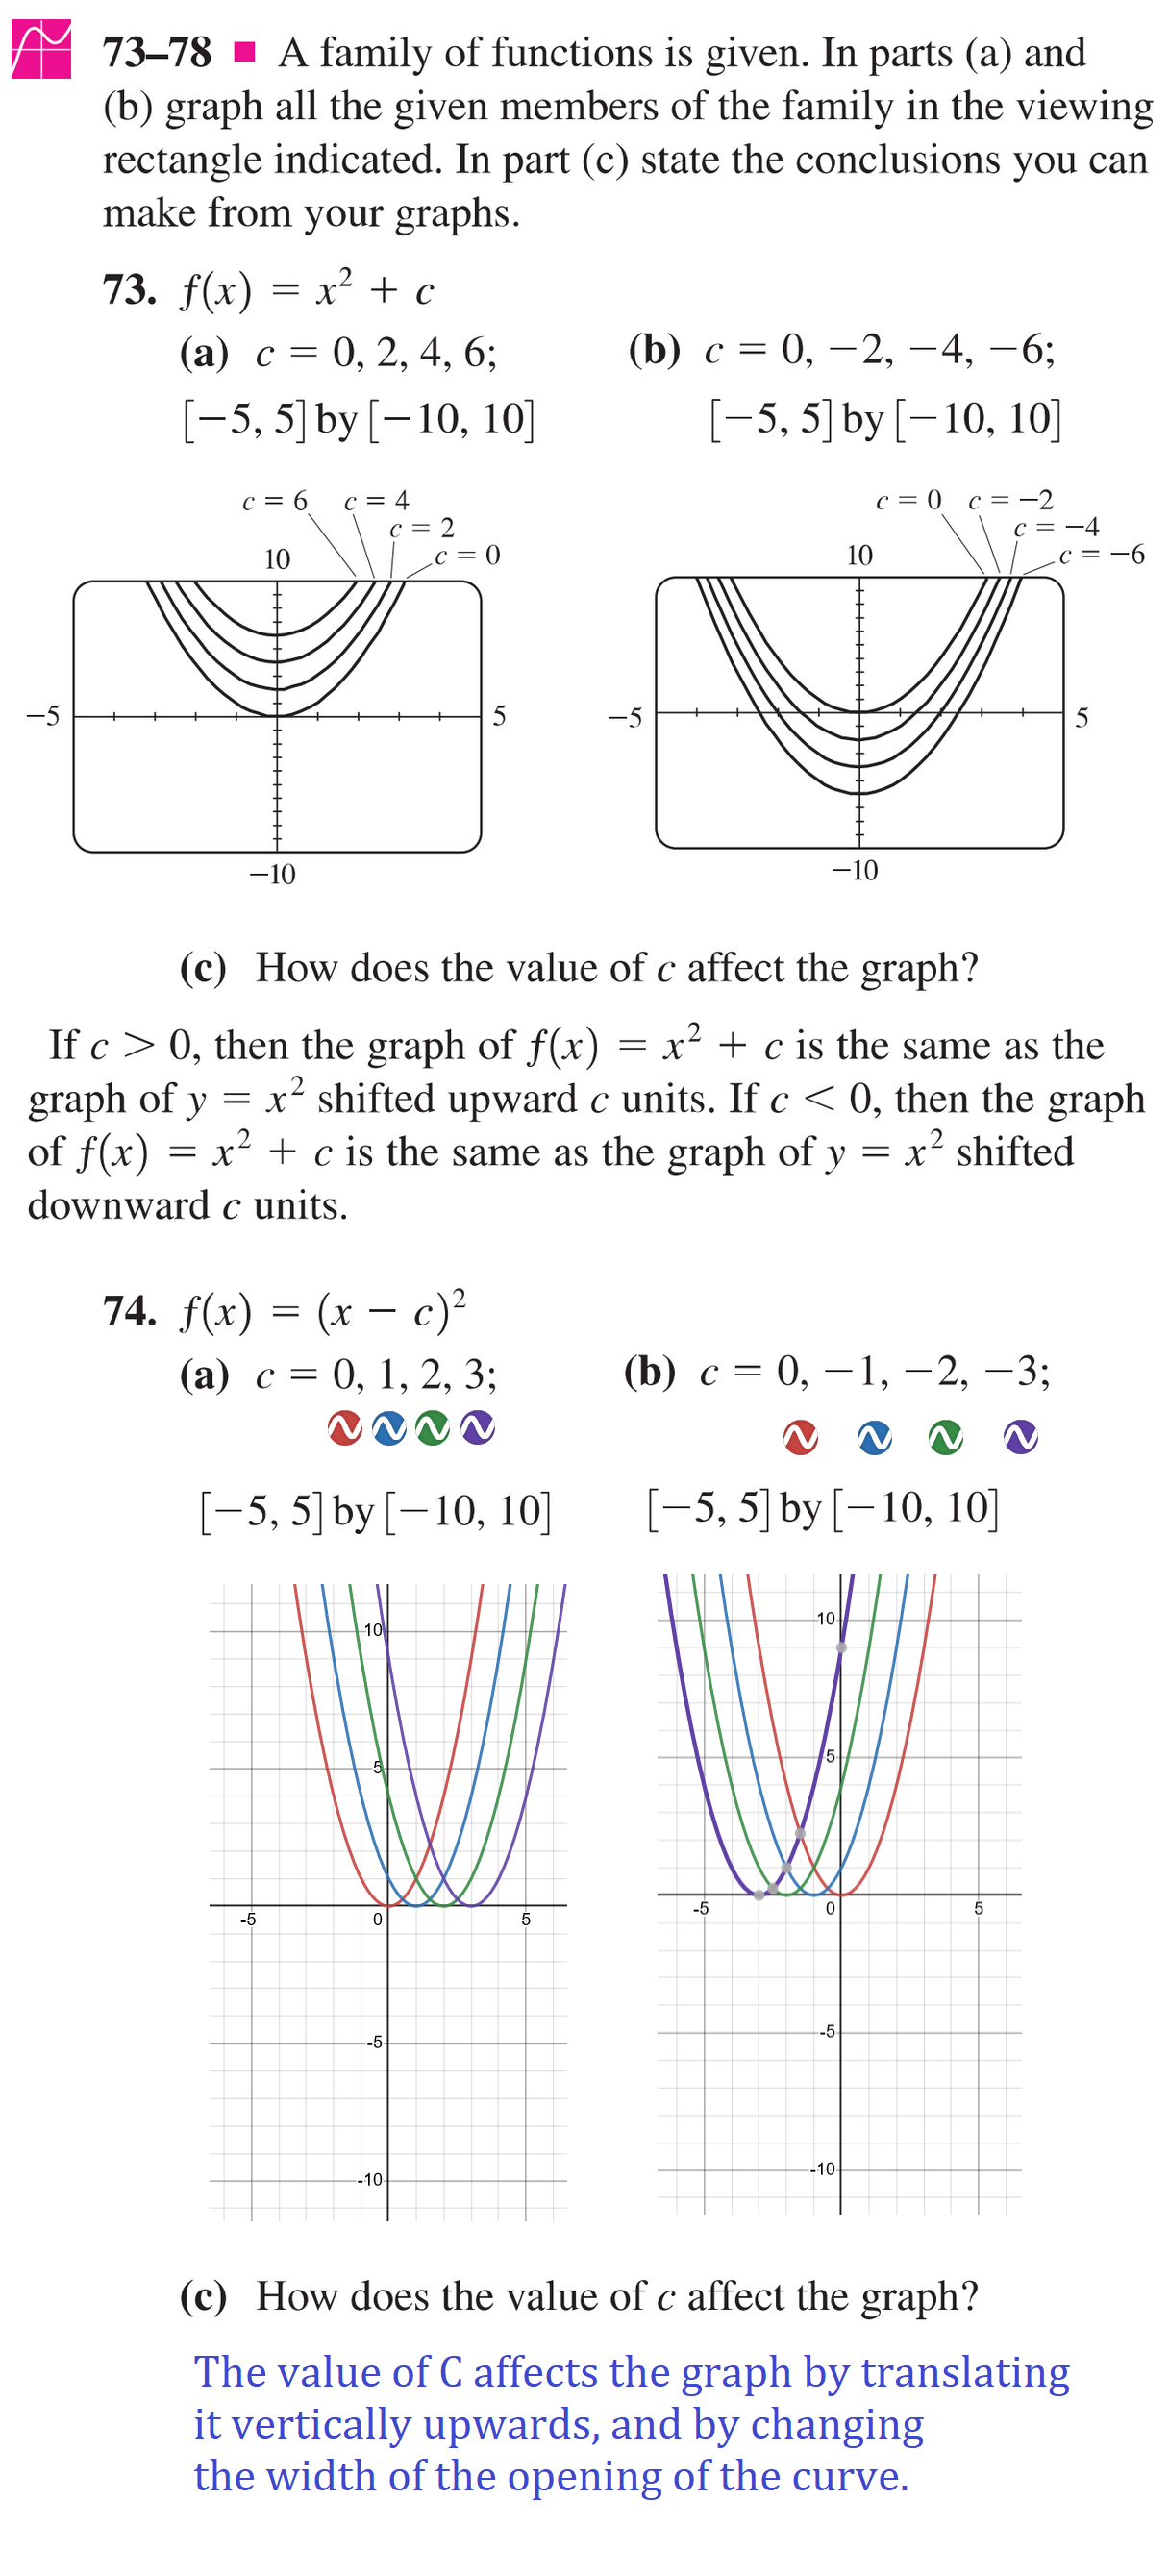 73–78 ■ A family of functions is given. In parts (a) and
(b) graph all the given members of the family in the viewing
rectangle indicated. In part (c) state the conclusions you can
make from your graphs.
73. f(x) = x² + c
(a) c = 0, 2, 4, 6;
(b) c = 0, −2, −4, −6;
[−5, 5] by [−10, 10]
[−5, 5] by [−10, 10]
c = 6 c = 4
c = 2
c = 0
10
−5
5
−10
c = 0 c = −2
c = −4
c = −6
10
−5
5
−10
(c) How does the value of c affect the graph?
If c > 0, then the graph of f(x) = x² + c is the same as the
graph of y = x² shifted upward c units. If c < 0, then the graph
of f(x) = x² + c is the same as the graph of y = x² shifted
downward c units.
74. f(x) = (x − c)²
(a) c = 0, 1, 2, 3;
(b) c = 0, −1, −2, −3;
[−5, 5] by [−10, 10]
[−5, 5] by [−10, 10]
10
5
-5 0 5
-5
-10
10
5
-5 0 5
-5
-10
(c) How does the value of c affect the graph?
The value of C affects the graph by translating
it vertically upwards, and by changing
the width of the opening of the curve.